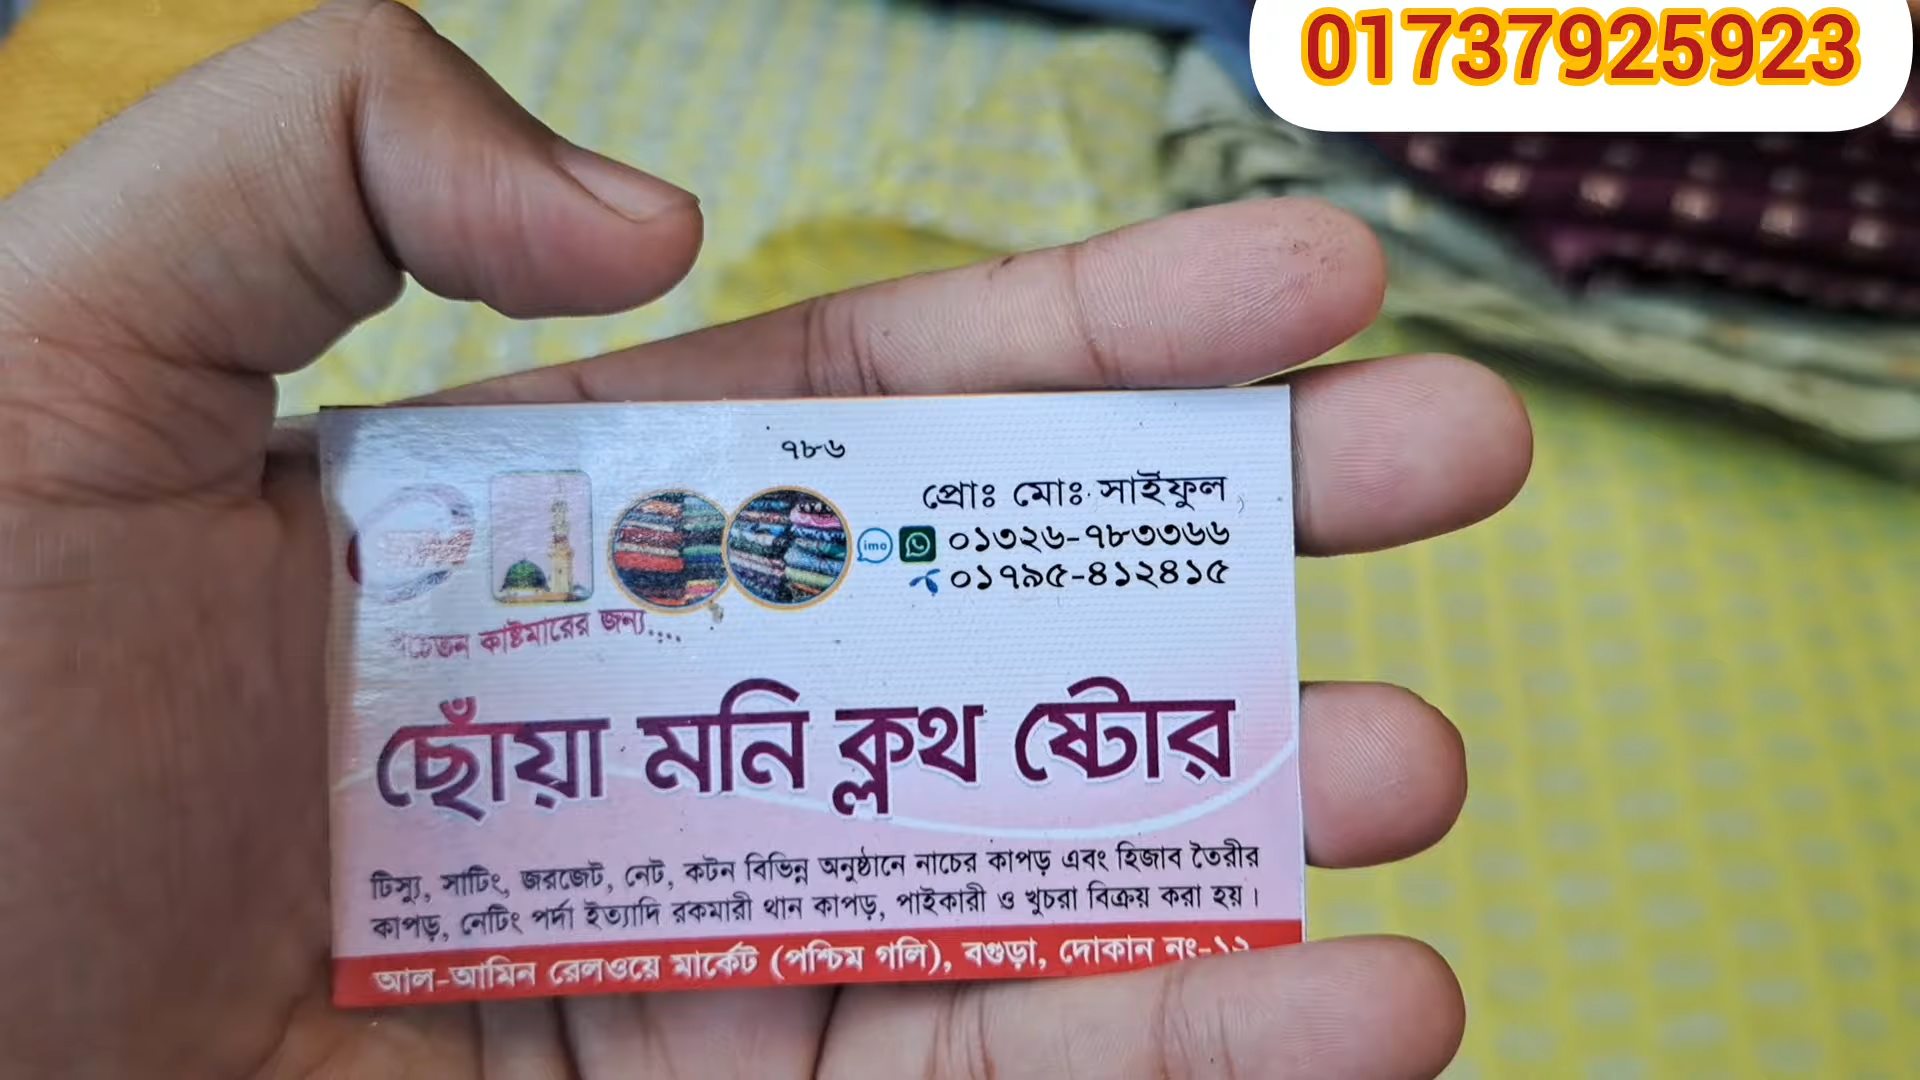 01737925923
৭৮৬
প্রোঃ মোঃ সাইফুল
imo ০১৩২৬-৭৮৩৩৬৬
০১৭৯৫-৪১২৪১৫
কাষ্টমারের জন্য....
ছোঁয়া মনি ক্লথ ষ্টোর
টিস্যু, সাটিং, জরজেট, নেট, কটন বিভিন্ন অনুষ্ঠানে নাচের কাপড় এবং হিজাব তৈরীর
কাপড়, নেটিং পর্দা ইত্যাদি রকমারী থান কাপড়, পাইকারী ও খুচরা বিক্রয় করা হয়।
আল-আমিন রেলওয়ে মার্কেট (পশ্চিম গলি), বগুড়া, দোকান নং-